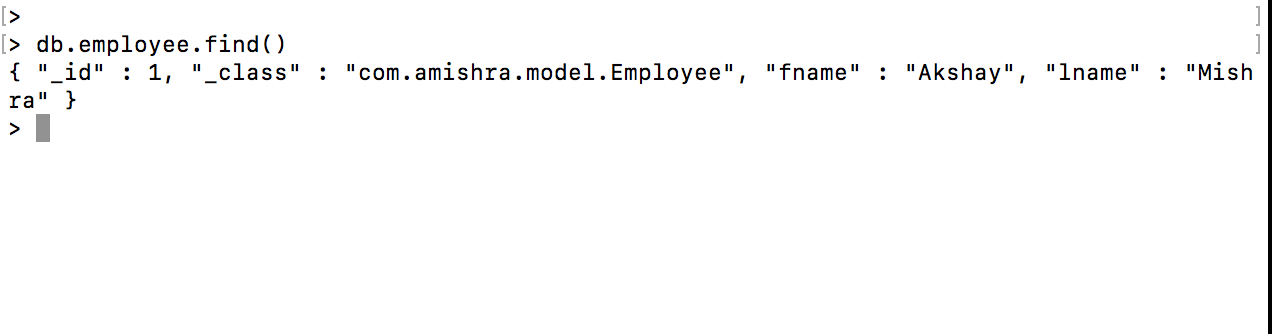 [>                                                                                         ]
[> db.employee.find()                                                                      ]
{ "_id" : 1, "_class" : "com.amishra.model.Employee", "fname" : "Akshay", "lname" : "Mish
ra" }
>